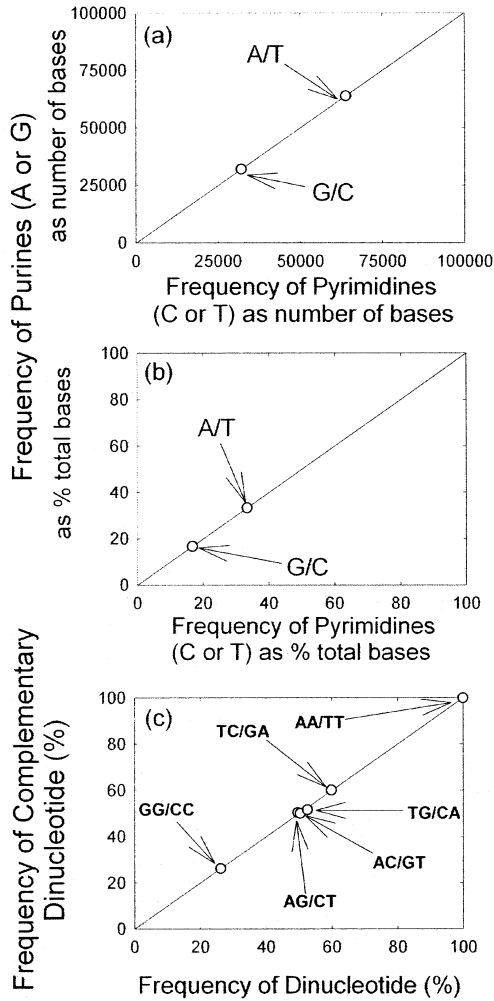 Frequency of Purines (A or G)
as number of bases
(a)
100000
75000
50000
25000
0
A/T
G/C
0 25000 50000 75000 100000
Frequency of Pyrimidines
(C or T) as number of bases
as % total bases
(b)
100
80
60
40
20
0
A/T
G/C
0 20 40 60 80 100
Frequency of Pyrimidines
(C or T) as % total bases
Frequency of Complementary
Dinucleotide (%)
(c)
100
80
60
40
20
0
AA/TT
TC/GA
GG/CC
TG/CA
AC/GT
AG/CT
0 20 40 60 80 100
Frequency of Dinucleotide (%)